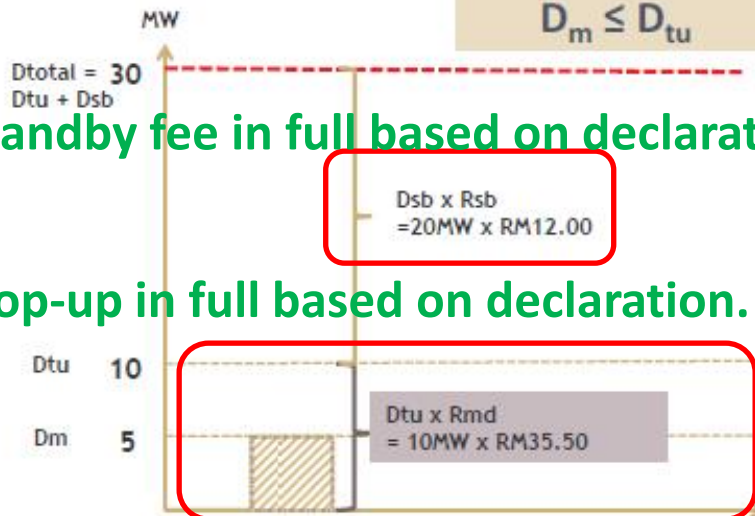 MW
Dm ≤ Dtu
Dtotal = 30
Dtu + Dsb
andby fee in full based on declarat
Dsb x Rsb
=20MW x RM12.00
op-up in full based on declaration.
Dtu 10
Dtu x Rmd
= 10MW x RM35.50
Dm 5